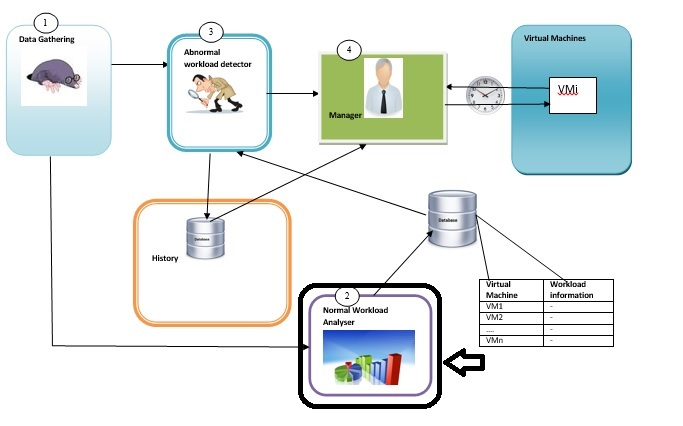 1
Data Gathering
3
Abnormal
workload detector
4
Manager
Virtual Machines
VMi
Database
History
Database
2
Normal Workload
Analyser
Virtual Machine	Workload information
VM1	-
VM2	-
....	-
VMn	-